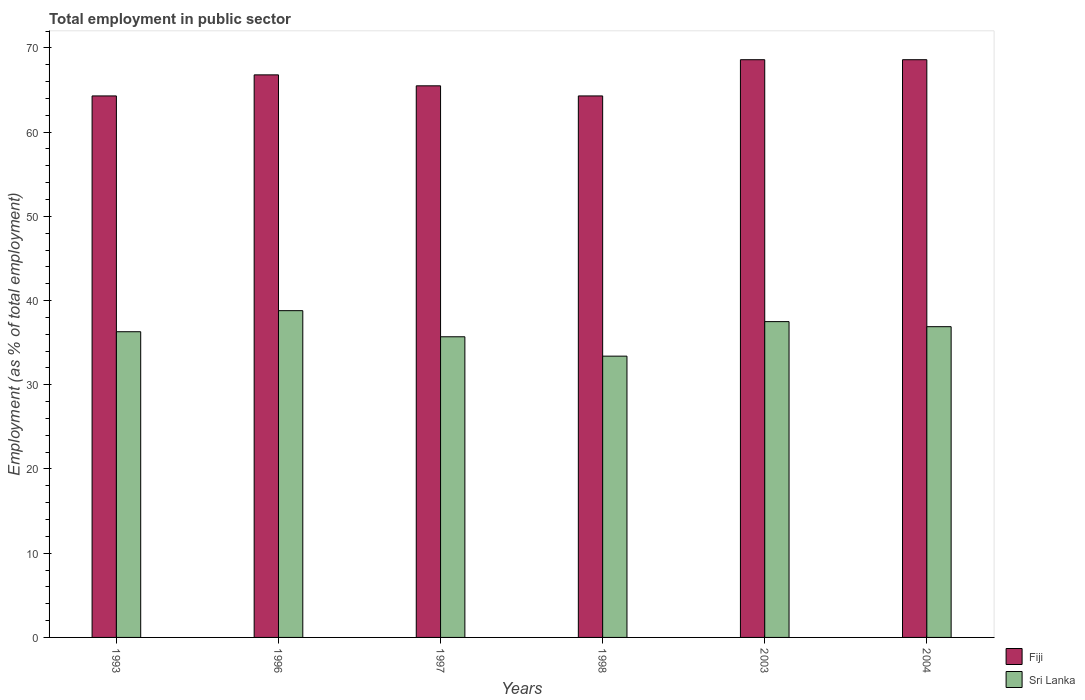 Total employment in public sector
Employment (as % of total employment)
70
60
50
40
30
20
10
0
1993
1996
1997
1998
2003
2004
Years
Fiji
Sri Lanka